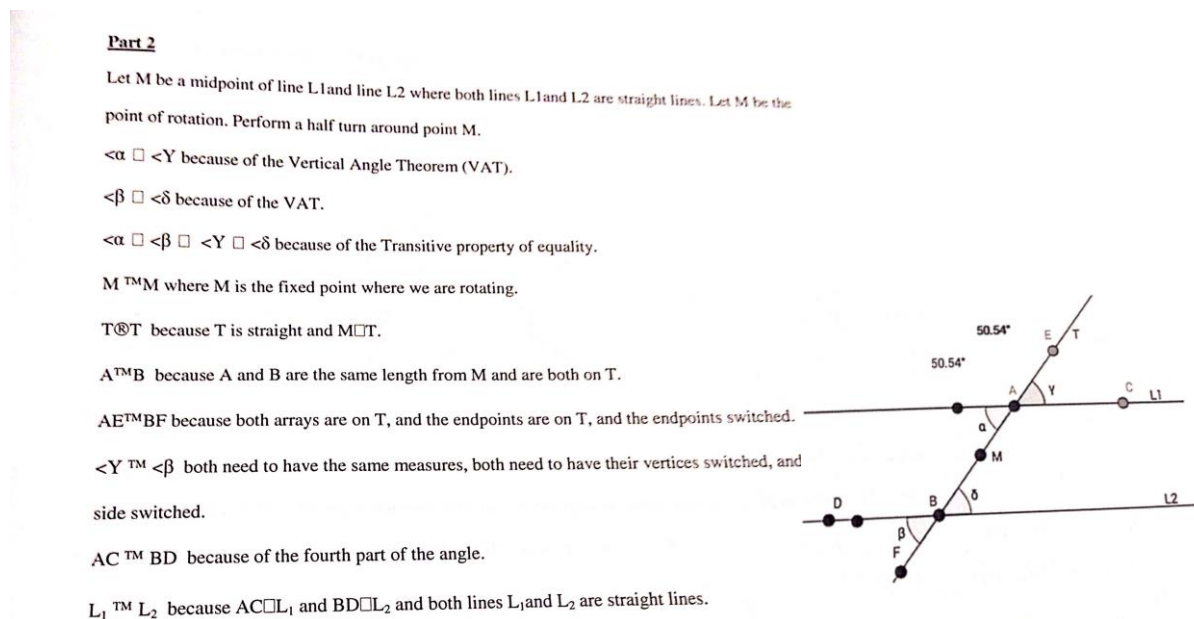 Part 2
Let M be a midpoint of line L1and line L2 where both lines L1and L2 are straight lines. Let M be the
point of rotation. Perform a half turn around point M.
<α □ <Y because of the Vertical Angle Theorem (VAT).
<β □ <δ because of the VAT.
<α □ <β □ <Y □ <δ because of the Transitive property of equality.
M ™M where M is the fixed point where we are rotating.
T®T because T is straight and M□T.
A™B because A and B are the same length from M and are both on T.
AE™BF because both arrays are on T, and the endpoints are on T, and the endpoints switched.
<Y ™ <β both need to have the same measures, both need to have their vertices switched, and
side switched.
AC ™ BD because of the fourth part of the angle.
L₁ ™ L₂ because AC□L₁ and BD□L₂ and both lines L₁and L₂ are straight lines.
50.54°
E T
50.54°
A Y C L1
α
M
D B δ L2
β
F